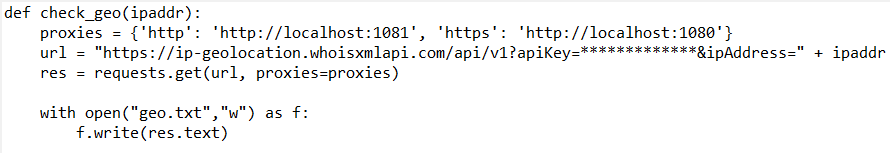 def check_geo(ipaddr):
    proxies = {'http': 'http://localhost:1081', 'https': 'http://localhost:1080'}
    url = "https://ip-geolocation.whoisxmlapi.com/api/v1?apiKey=*************&ipAddress=" + ipaddr
    res = requests.get(url, proxies=proxies)

    with open("geo.txt","w") as f:
        f.write(res.text)